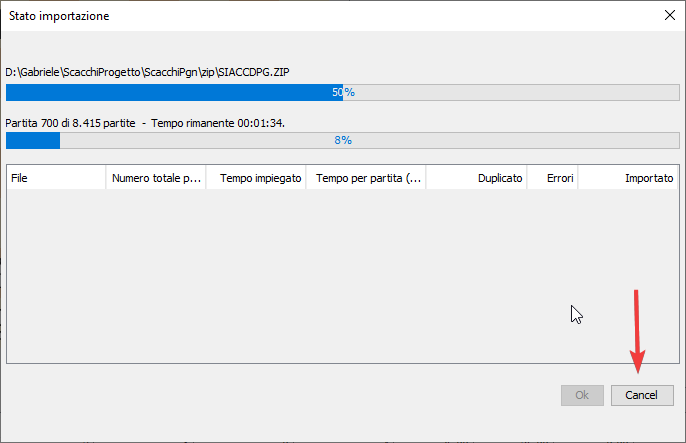 Stato importazione
D:\Gabriele\ScacchiProgetto\ScacchiPgn\zip\SIACCDPG.ZIP
50%
Partita 700 di 8.415 partite - Tempo rimanente 00:01:34.
8%
File Numero totale p... Tempo impiegato Tempo per partita (... Duplicato Errori Importato
Ok Cancel